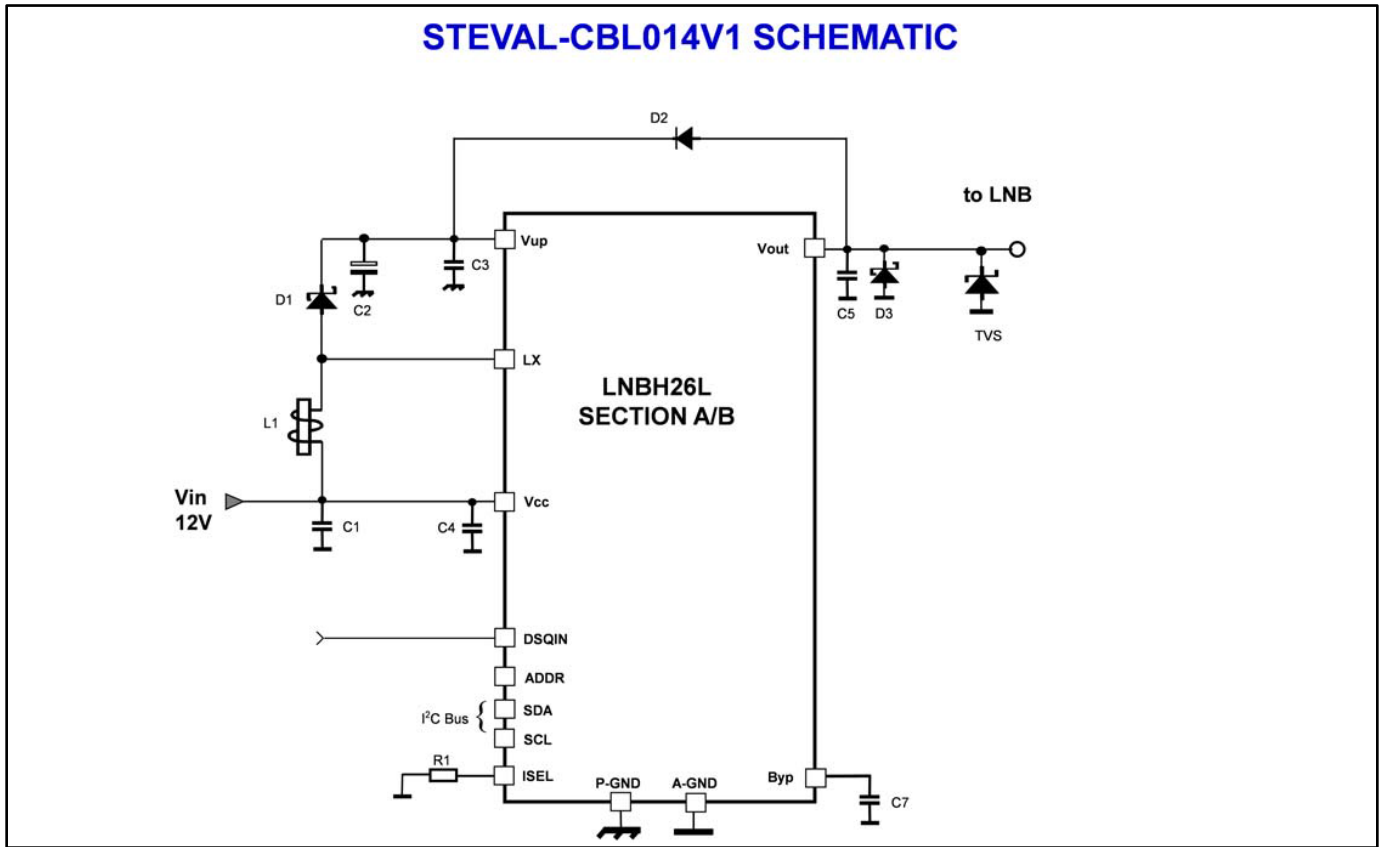 STEVAL-CBL014V1 SCHEMATIC
D2
to LNB
Vup
Vout
C3
D1
C2
C5
D3
TVS
LX
LNBH26L
SECTION A/B
L1
Vin
12V
Vcc
C1
C4
DSQIN
ADDR
I²C Bus {
SDA
SCL
R1
ISEL
P-GND
A-GND
Byp
C7